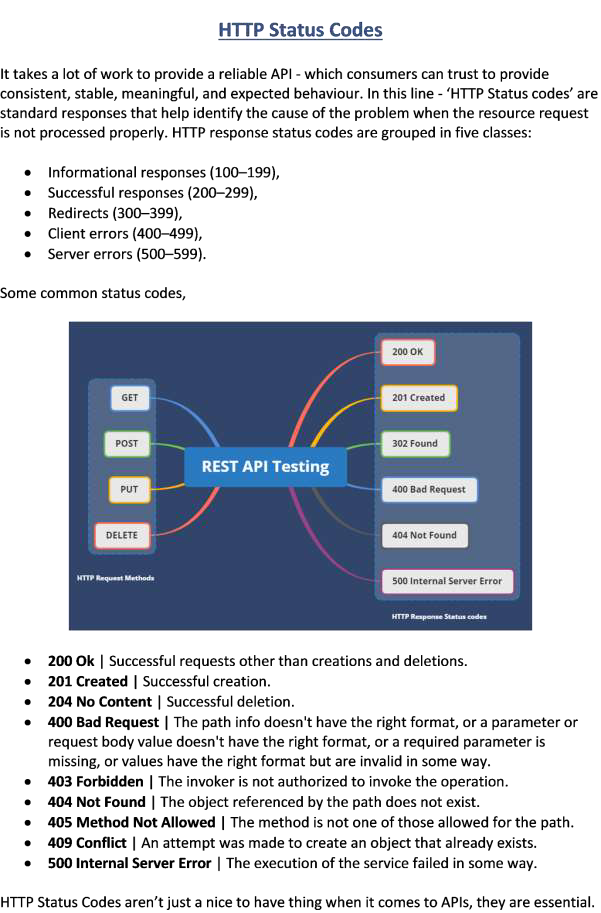 HTTP Status Codes
It takes a lot of work to provide a reliable API - which consumers can trust to provide
consistent, stable, meaningful, and expected behaviour. In this line - ‘HTTP Status codes’ are
standard responses that help identify the cause of the problem when the resource request
is not processed properly. HTTP response status codes are grouped in five classes:
• Informational responses (100–199),
• Successful responses (200–299),
• Redirects (300–399),
• Client errors (400–499),
• Server errors (500–599).
Some common status codes,
GET
POST
PUT
DELETE
HTTP Request Methods
REST API Testing
200 OK
201 Created
302 Found
400 Bad Request
404 Not Found
500 Internal Server Error
HTTP Response Status codes
• 200 Ok | Successful requests other than creations and deletions.
• 201 Created | Successful creation.
• 204 No Content | Successful deletion.
• 400 Bad Request | The path info doesn't have the right format, or a parameter or
request body value doesn't have the right format, or a required parameter is
missing, or values have the right format but are invalid in some way.
• 403 Forbidden | The invoker is not authorized to invoke the operation.
• 404 Not Found | The object referenced by the path does not exist.
• 405 Method Not Allowed | The method is not one of those allowed for the path.
• 409 Conflict | An attempt was made to create an object that already exists.
• 500 Internal Server Error | The execution of the service failed in some way.
HTTP Status Codes aren’t just a nice to have thing when it comes to APIs, they are essential.